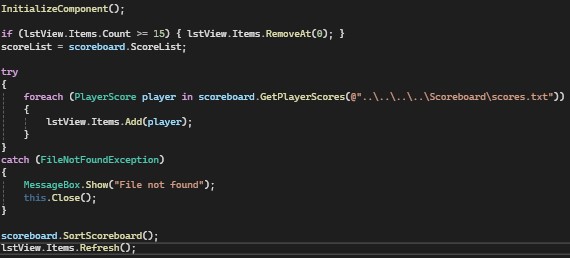 InitializeComponent();
if (lstView.Items.Count >= 15) { lstView.Items.RemoveAt(0); }
scoreList = scoreboard.ScoreList;
try
{
foreach (PlayerScore player in scoreboard.GetPlayerScores(@"..\..\..\..\Scoreboard\scores.txt"))
{
lstView.Items.Add(player);
}
}
catch (FileNotFoundException)
{
MessageBox.Show("File not found");
this.Close();
}
scoreboard.SortScoreboard();
lstView.Items.Refresh();